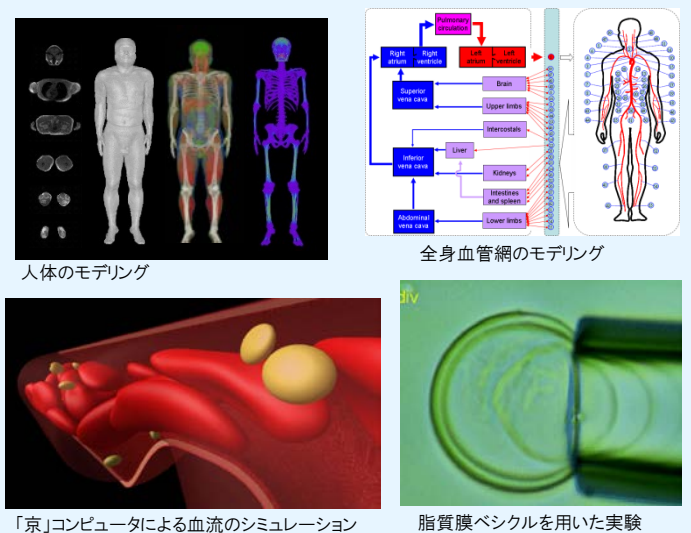 Pulmonary
circulation
Right
atrium
Right
ventricle
Left
atrium
Left
ventricle
Superior
vena cava
Brain
Upper limbs
Intercostals
Liver
Inferior
vena cava
Kidneys
Intestines
and spleen
Abdominal
vena cava
Lower limbs
人体のモデリング
全身血管網のモデリング
div
「京」コンピュータによる血流のシミュレーション
脂質膜ベシクルを用いた実験